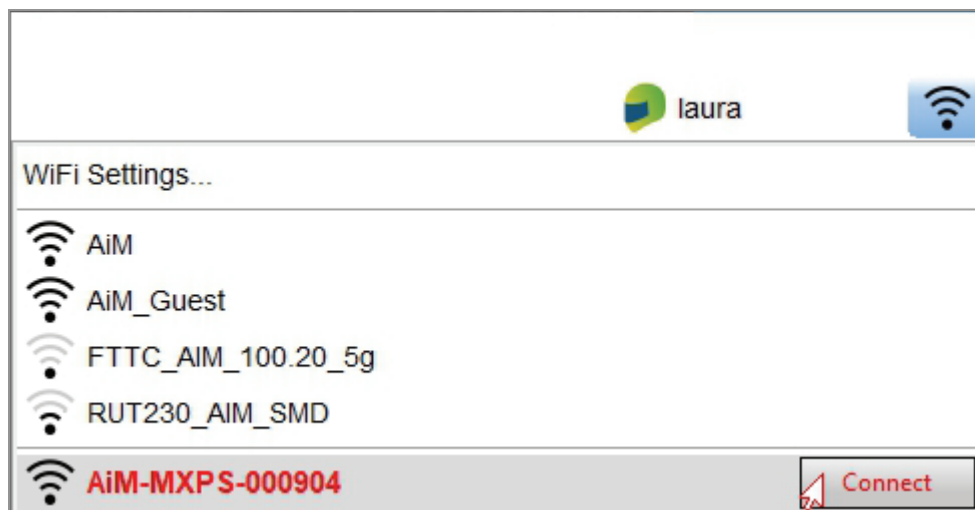 laura
WiFi Settings...
AiM
AiM_Guest
FTTC_AIM_100.20_5g
RUT230_AIM_SMD
AiM-MXPS-000904 Connect